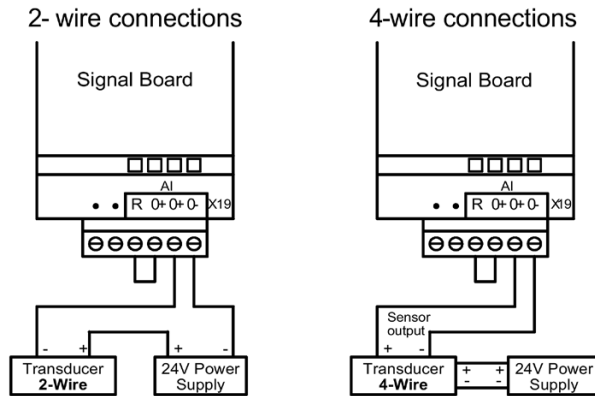 2- wire connections
4-wire connections
Signal Board
Signal Board
AI
AI
• • R 0+ 0+ 0- X19
• • R 0+ 0+ 0- X19
Sensor
output
- + + -
+ -
Transducer
2-Wire
24V Power
Supply
Transducer
4-Wire
+ +
- -
24V Power
Supply